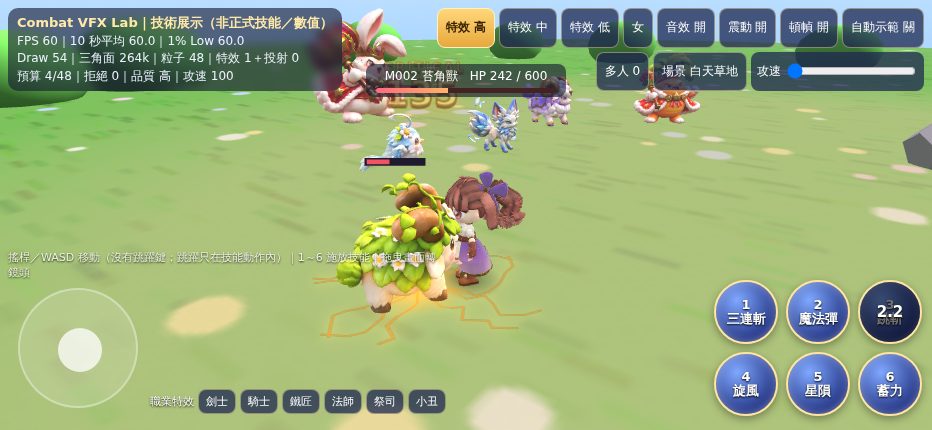 Combat VFX Lab｜技術展示（非正式技能／數值）
FPS 60｜10 秒平均 60.0｜1% Low 60.0
Draw 54｜三角面 264k｜粒子 48｜特效 1＋投射 0
預算 4/48｜拒絕 0｜品質 高｜攻速 100
特效 高
特效 中
特效 低
女
音效 開
震動 開
頓幀 開
自動示範 關
多人 0
場景 白天草地
攻速
M002 苔角獸 HP 242 / 600
搖桿／WASD 移動（沒有跳躍鍵；跳躍只在技能動作內）｜1～6 施放技能｜拖曳畫面轉
鏡頭
1
三連斬
2
魔法彈
3
2.2
4
旋風
5
星隕
6
蓄力
職業特效
劍士
騎士
鐵匠
法師
祭司
小丑